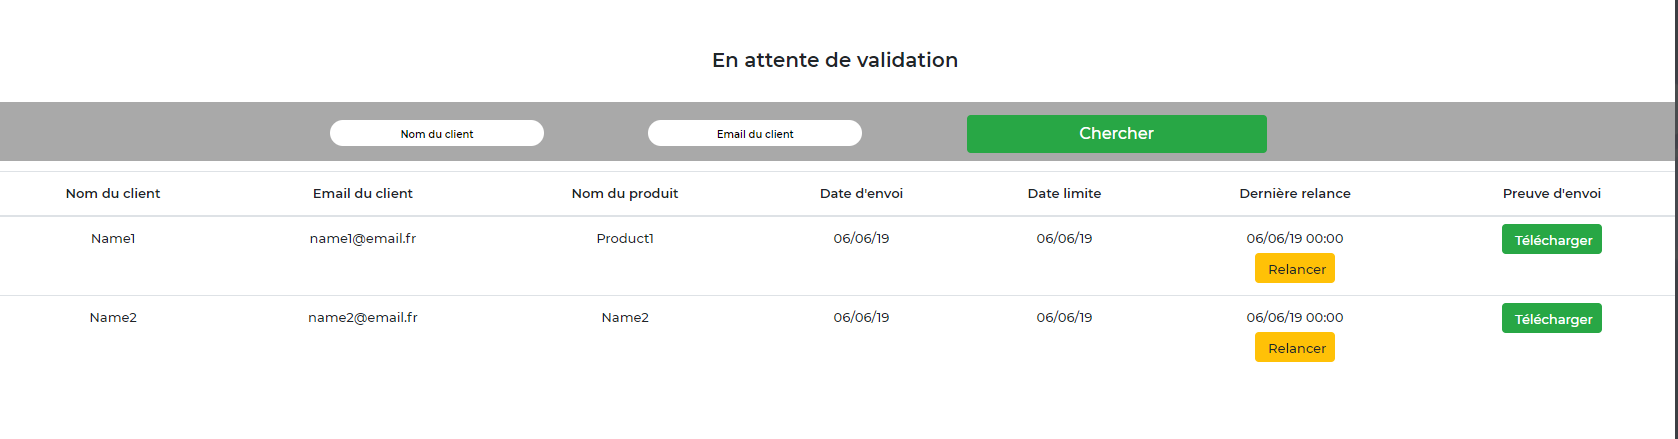 En attente de validation
Nom du client Email du client Chercher
Nom du client Email du client Nom du produit Date d'envoi Date limite Dernière relance Preuve d'envoi
Name1 name1@email.fr Product1 06/06/19 06/06/19 06/06/19 00:00 Télécharger
Relancer
Name2 name2@email.fr Name2 06/06/19 06/06/19 06/06/19 00:00 Télécharger
Relancer